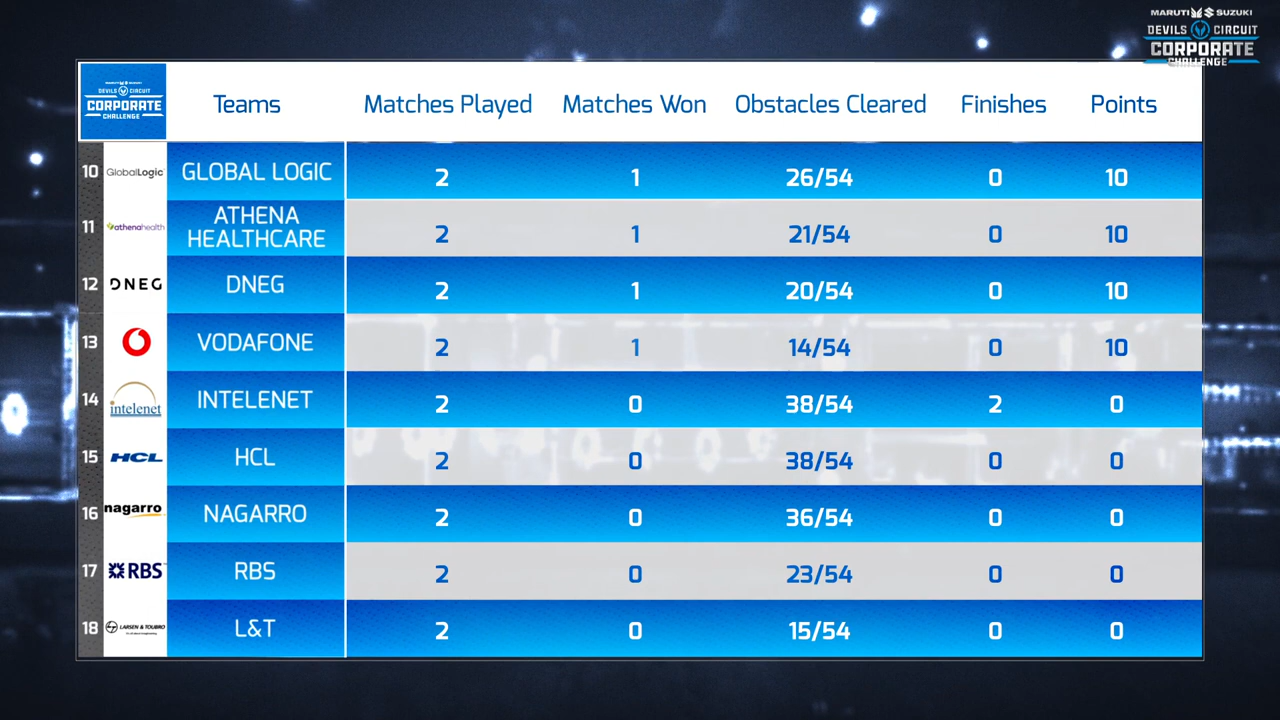 MARUTI SUZUKI
DEVILS CIRCUIT
CORPORATE
CHALLENGE
MARUTI SUZUKI
DEVILS CIRCUIT
CORPORATE
CHALLENGE
Teams Matches Played Matches Won Obstacles Cleared Finishes Points
10 GlobalLogic GLOBAL LOGIC 2 1 26/54 0 10
11 athenahealth ATHENA HEALTHCARE 2 1 21/54 0 10
12 DNEG DNEG 2 1 20/54 0 10
13 VODAFONE 2 1 14/54 0 10
14 intelenet INTELENET 2 0 38/54 2 0
15 HCL HCL 2 0 38/54 0 0
16 nagarro NAGARRO 2 0 36/54 0 0
17 RBS RBS 2 0 23/54 0 0
18 LARSEN & TOUBRO L&T 2 0 15/54 0 0